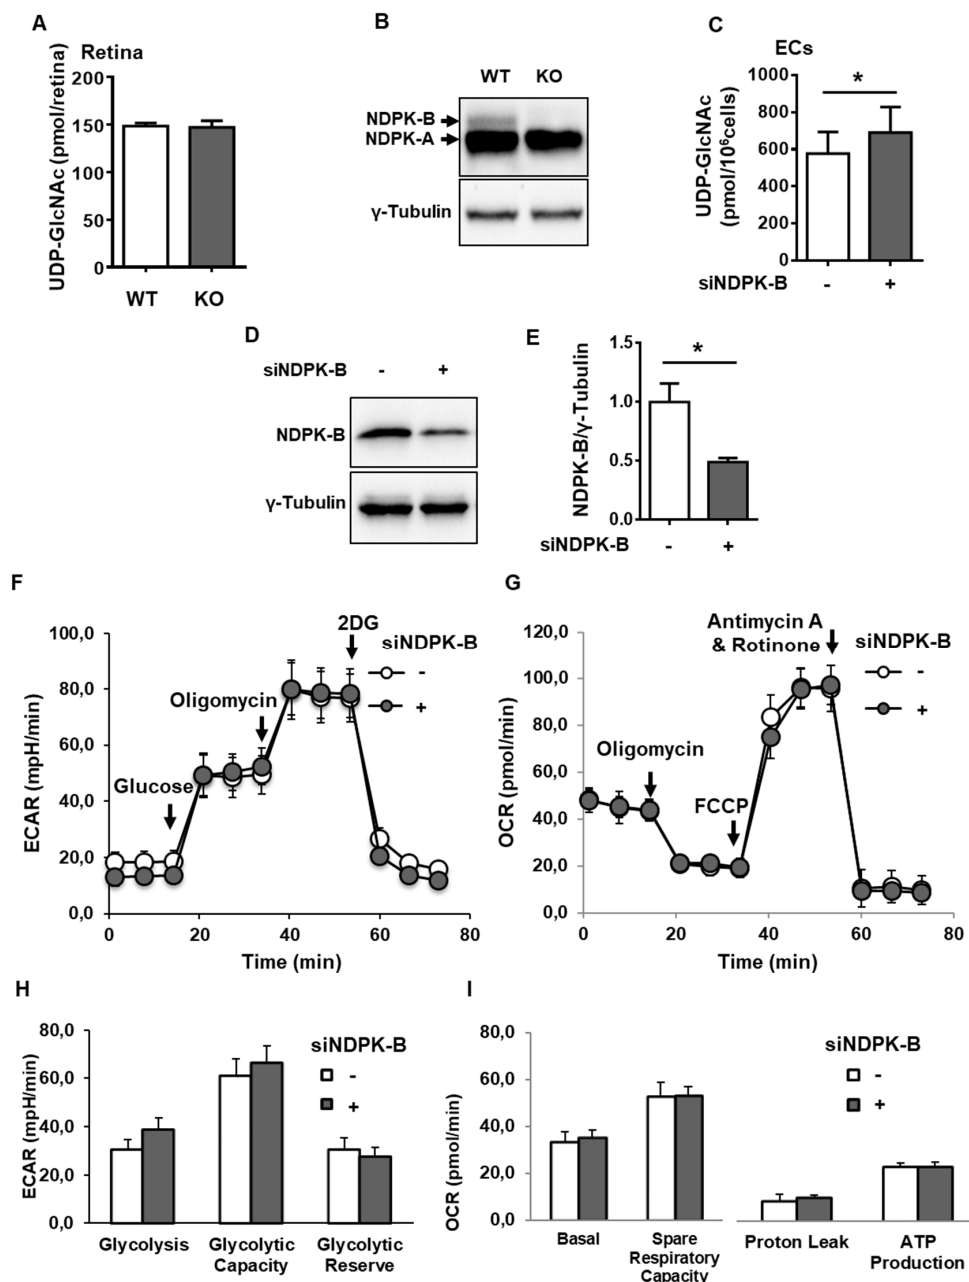 A
Retina
UDP-GlcNAc (pmol/retina)
200
150
100
50
0
WT KO
B
WT KO
NDPK-B
NDPK-A
γ-Tubulin
C
ECs
UDP-GlcNAc
(pmol/10⁶cells)
1000
800
600
400
200
0
*
siNDPK-B - +
D
siNDPK-B - +
NDPK-B
γ-Tubulin
E
NDPK-B/γ-Tubulin
1.5
1.0
0.5
0.0
*
siNDPK-B - +
F
ECAR (mpH/min)
100,0
80,0
60,0
40,0
20,0
0,0
Glucose
Oligomycin
2DG
siNDPK-B
-
+
0 20 40 60 80
Time (min)
G
OCR (pmol/min)
120,0
100,0
80,0
60,0
40,0
20,0
0,0
Oligomycin
FCCP
Antimycin A
& Rotinone
siNDPK-B
-
+
0 20 40 60 80
Time (min)
H
ECAR (mpH/min)
80,0
60,0
40,0
20,0
0,0
siNDPK-B
-
+
Glycolysis Glycolytic Glycolytic
Capacity Reserve
I
OCR (pmol/min)
80,0
60,0
40,0
20,0
0,0
siNDPK-B
-
+
Basal Spare Proton Leak ATP
Respiratory Production
Capacity